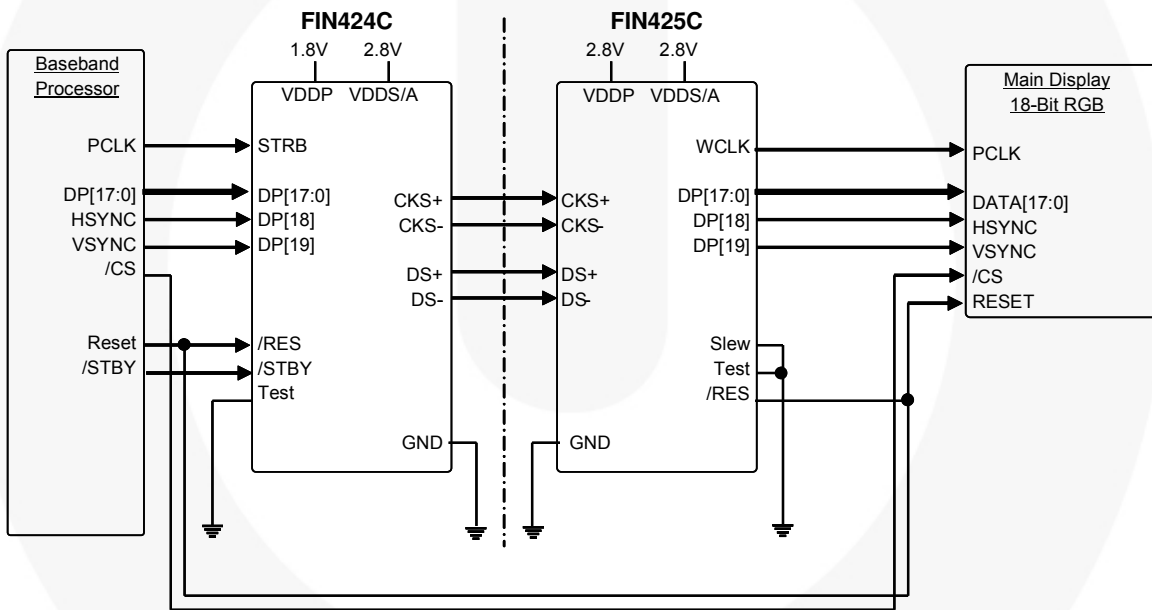 FIN424C
FIN425C
1.8V 2.8V
2.8V 2.8V
Baseband
Processor
PCLK
DP[17:0]
HSYNC
VSYNC
/CS
Reset
/STBY
VDDP VDDS/A
STRB
DP[17:0]
DP[18]
DP[19]
CKS+
CKS-
DS+
DS-
/RES
/STBY
Test
GND
VDDP VDDS/A
WCLK
CKS+
CKS-
DS+
DS-
DP[17:0]
DP[18]
DP[19]
Slew
Test
/RES
GND
Main Display
18-Bit RGB
PCLK
DATA[17:0]
HSYNC
VSYNC
/CS
RESET